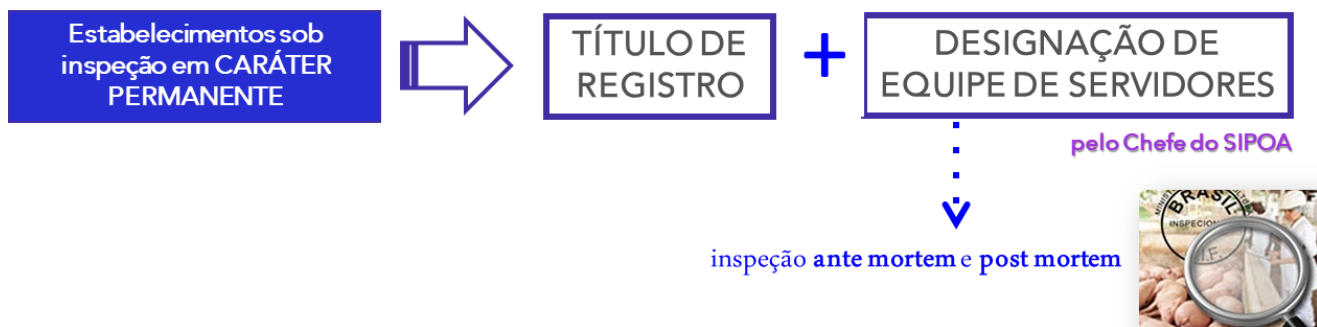 Estabelecimentos sob
inspeção em CARÁTER
PERMANENTE
TÍTULO DE
REGISTRO
+
DESIGNAÇÃO DE
EQUIPE DE SERVIDORES
pelo Chefe do SIPOA
inspeção ante mortem e post mortem
BRASIL
I.F.